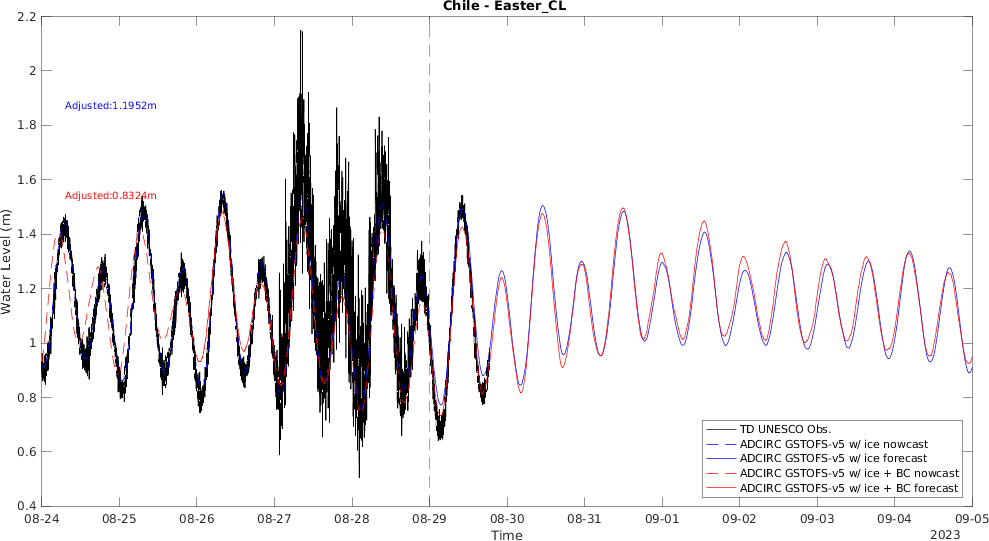 Chile - Easter_CL
2.2
2
1.8
1.6
1.4
1.2
1
0.8
0.6
0.4
Water Level (m)
Adjusted:1.1952m
Adjusted:0.8324m
TD UNESCO Obs.
ADCIRC GSTOFS-v5 w/ ice nowcast
ADCIRC GSTOFS-v5 w/ ice forecast
ADCIRC GSTOFS-v5 w/ ice + BC nowcast
ADCIRC GSTOFS-v5 w/ ice + BC forecast
08-24 08-25 08-26 08-27 08-28 08-29 08-30 08-31 09-01 09-02 09-03 09-04 09-05
Time
2023